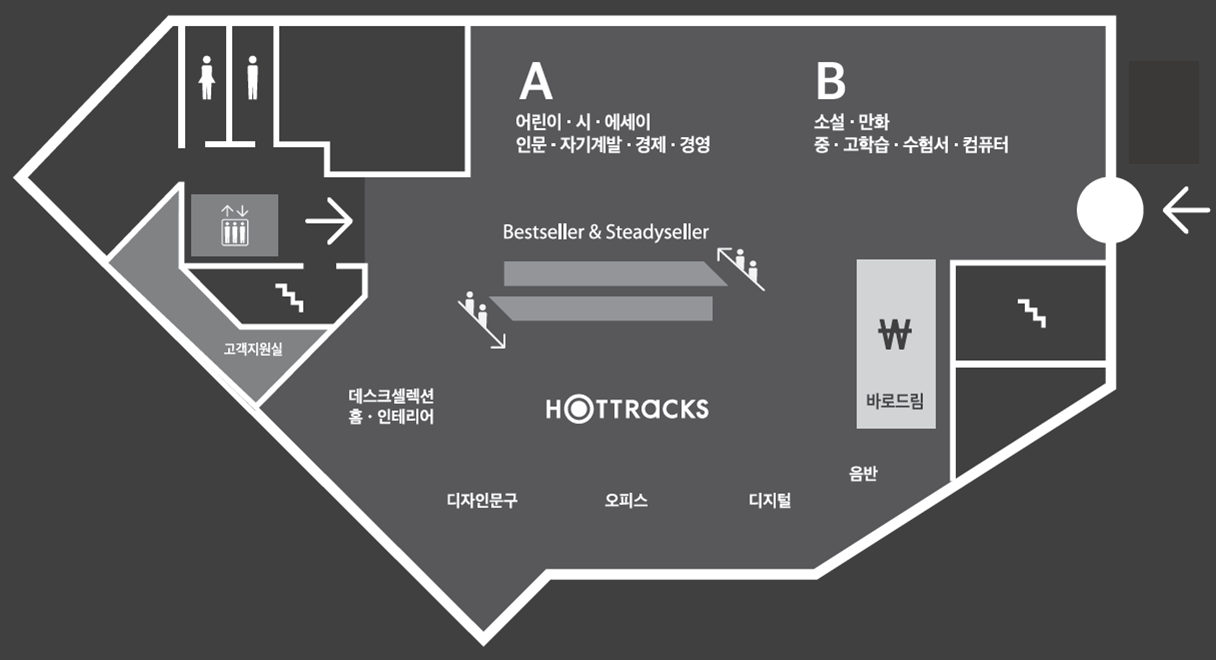 A
어린이 · 시 · 에세이
인문 · 자기계발 · 경제 · 경영
B
소설 · 만화
중 · 고학습 · 수험서 · 컴퓨터
Bestseller & Steadyseller
고객지원실
₩
바로드림
데스크셀렉션
홈 · 인테리어
HOTTRACKS
음반
디자인문구
오피스
디지털